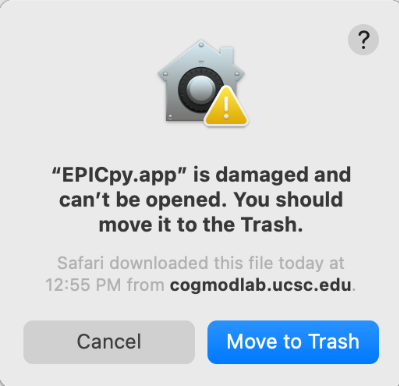 ?
“EPICpy.app” is damaged and
can’t be opened. You should
move it to the Trash.
Safari downloaded this file today at
12:55 PM from cogmodlab.ucsc.edu.
Cancel
Move to Trash